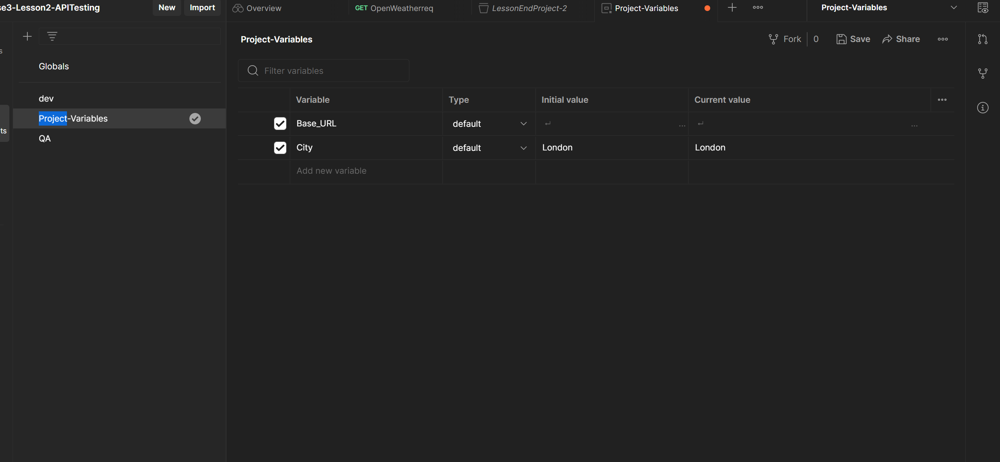 se3-Lesson2-APITesting New Import Overview GET OpenWeatherreq LessonEndProject-2 Project-Variables Project-Variables
Project-Variables Fork 0 Save Share
s
Globals
Filter variables
dev
Variable Type Initial value Current value
Project-Variables
Base_URL default ↵ ... ↵ ...
ts
QA
City default London London
Add new variable